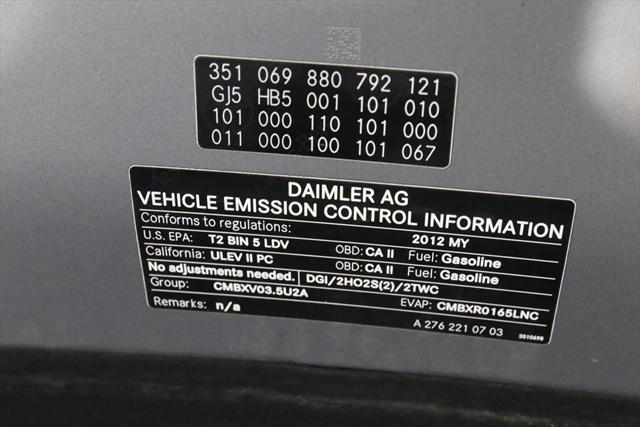 351 069 880 792 121
GJ5 HB5 001 101 010
101 000 110 101 000
011 000 100 101 067
DAIMLER AG
VEHICLE EMISSION CONTROL INFORMATION
Conforms to regulations: 2012 MY
U.S. EPA: T2 BIN 5 LDV OBD: CA II Fuel: Gasoline
California: ULEV II PC OBD: CA II Fuel: Gasoline
No adjustments needed. DGI/2HO2S(2)/2TWC
Group: CMBXV03.5U2A EVAP: CMBXR0165LNC
Remarks: n/a
A 276 221 07 03
3510698